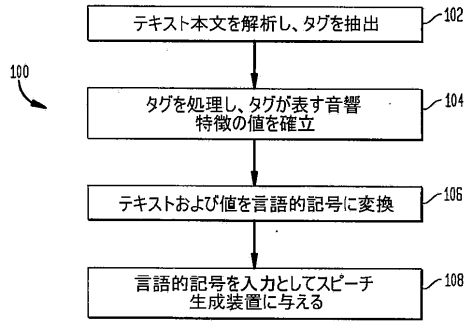 テキスト本文を解析し、タグを抽出
102
100
タグを処理し、タグが表す音響
特徴の値を確立
104
テキストおよび値を言語的記号に変換
106
言語的記号を入力としてスピーチ
生成装置に与える
108